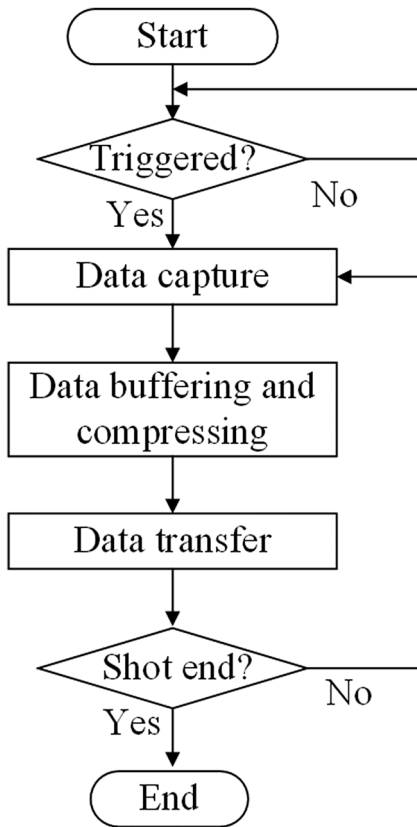 Start
Triggered?
No
Yes
Data capture
Data buffering and
compressing
Data transfer
Shot end?
No
Yes
End